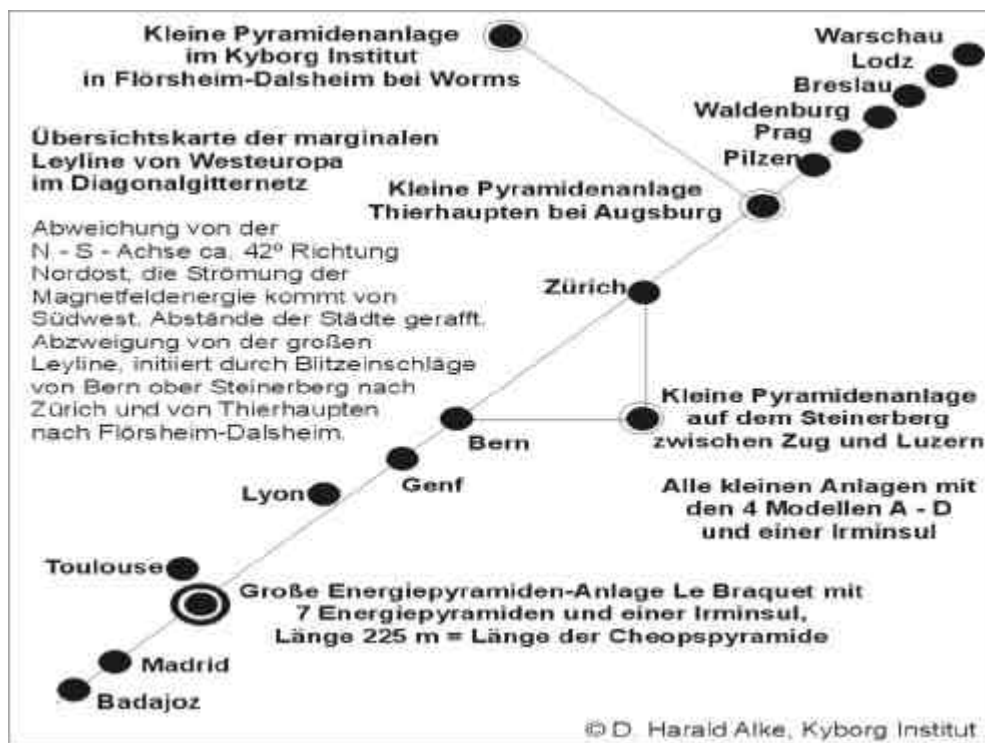 Kleine Pyramidenanlage
im Kyborg Institut
in Flörsheim-Dalsheim bei Worms
Warschau
Lodz
Breslau
Waldenburg
Prag
Pilzen
Übersichtskarte der marginalen
Leyline von Westeuropa
im Diagonalgitternetz
Kleine Pyramidenanlage
Thierhaupten bei Augsburg
Abweichung von der
N - S - Achse ca. 42º Richtung
Nordost, die Strömung der
Magnetfeldenergie kommt von
Südwest. Abstände der Städte gerafft.
Abzweigung von der großen
Leyline, initiiert durch Blitzeinschläge
von Bern ober Steinerberg nach
Zürich und von Thierhaupten
nach Flörsheim-Dalsheim.
Zürich
Kleine Pyramidenanlage
auf dem Steinerberg
zwischen Zug und Luzern
Bern
Genf
Lyon
Alle kleinen Anlagen mit
den 4 Modellen A - D
und einer Irminsul
Toulouse
Große Energiepyramiden-Anlage Le Braquet mit
7 Energiepyramiden und einer Irminsul,
Länge 225 m = Länge der Cheopspyramide
Madrid
Badajoz
© D. Harald Alke, Kyborg Institut